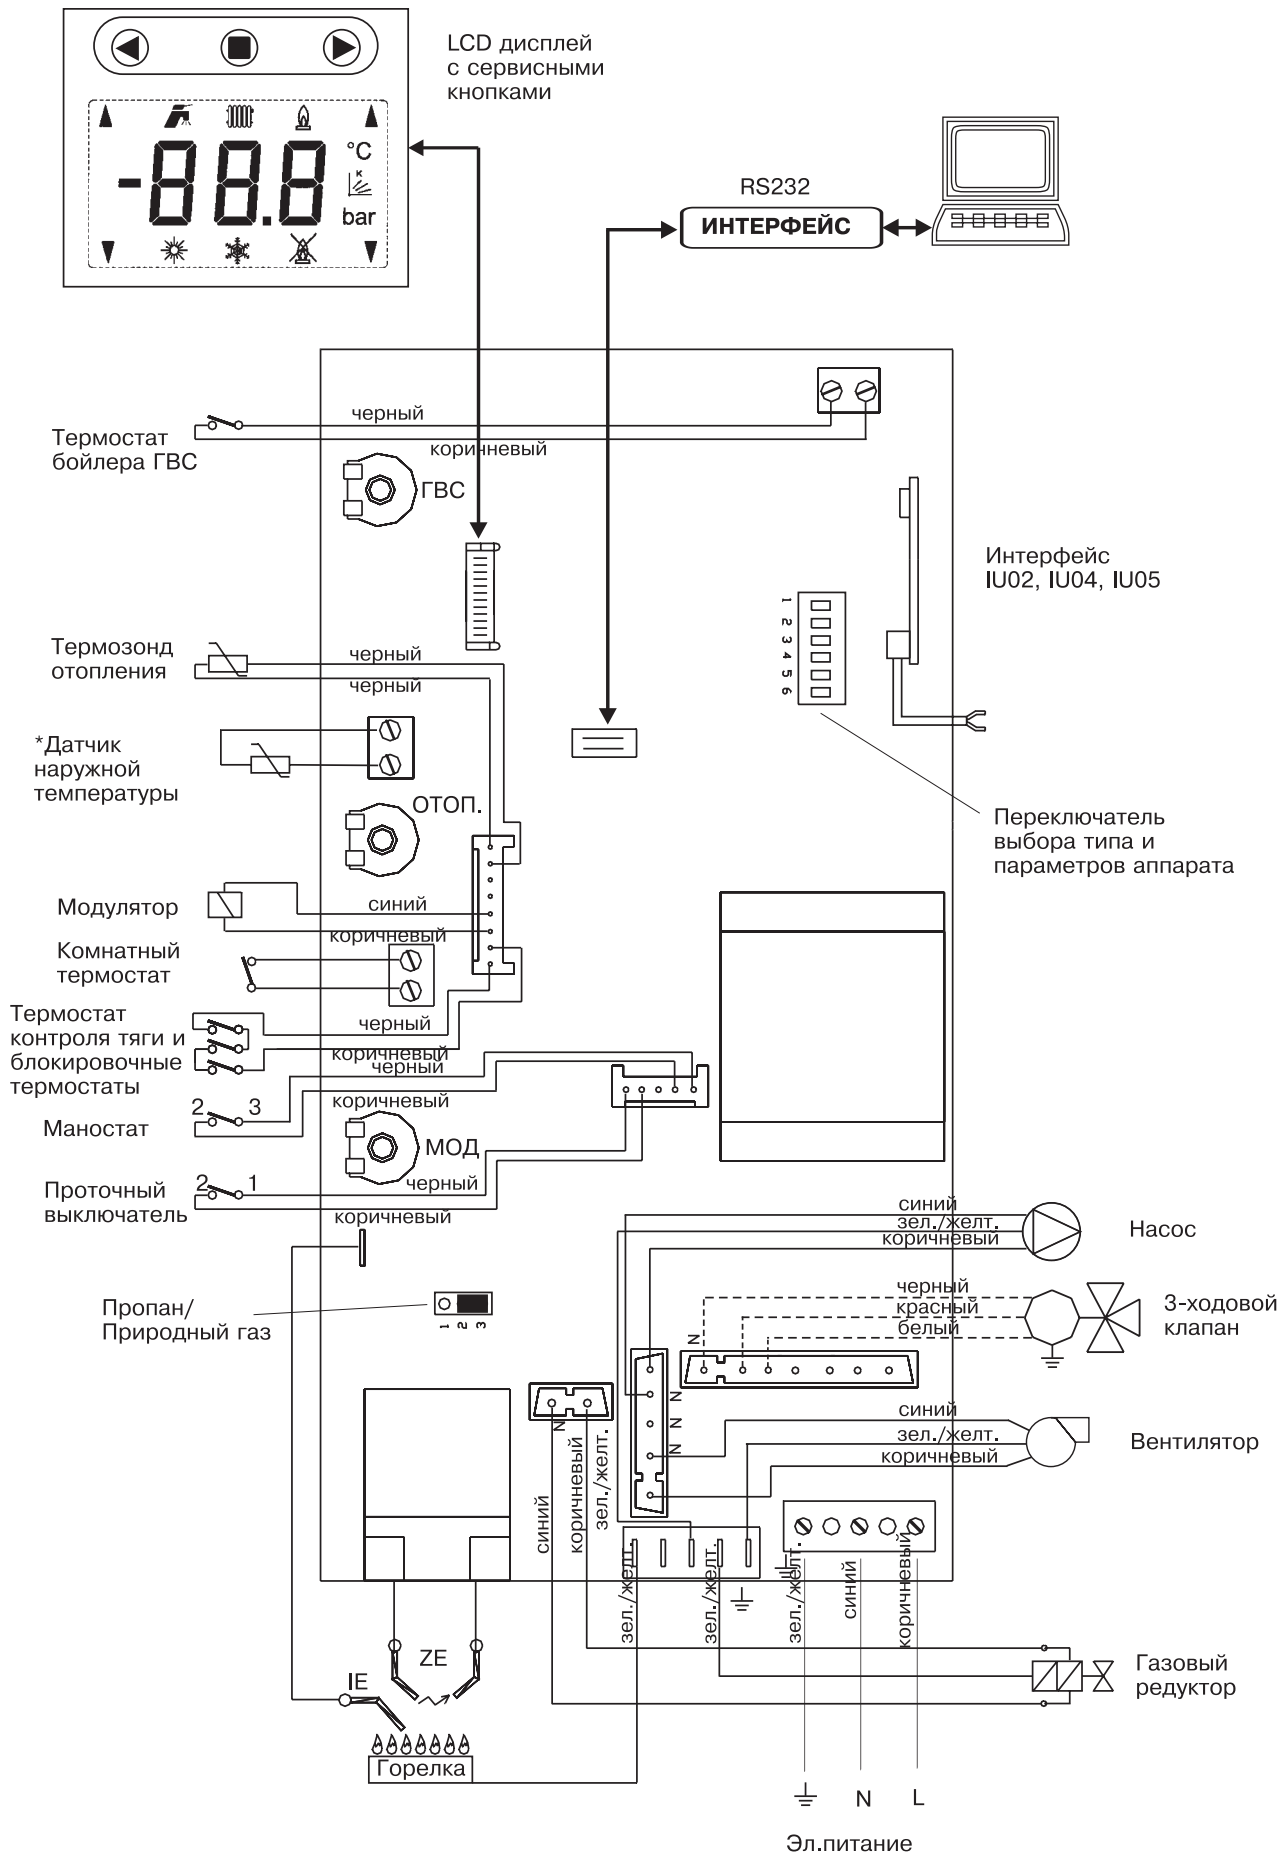 LCD дисплей
с сервисными
кнопками
-88.8
°C
K
bar
RS232
ИНТЕРФЕЙС
черный
Термостат
бойлера ГВС
коричневый
ГВС
Интерфейс
IU02, IU04, IU05
1
2
3
4
5
6
Термозонд
отопления
черный
черный
*Датчик
наружной
температуры
ОТОП.
Переключатель
выбора типа и
параметров аппарата
Модулятор
синий
коричневый
Комнатный
термостат
Термостат
контроля тяги и
блокировочные
термостаты
черный
коричневый
черный
коричневый
2 3
Маностат
МОД
Проточный
выключатель
2 1
черный
коричневый
синий
зел./желт.
коричневый
Насос
Пропан/
Природный газ
1 2 3
черный
красный
белый
3-ходовой
клапан
N
N
N
N
N
синий
зел./желт.
коричневый
Вентилятор
синий
коричневый
зел./желт.
зел./желт.
зел./желт.
зел./желт.
синий
коричневый
ZE
IE
Горелка
Газовый
редуктор
N L
Эл.питание